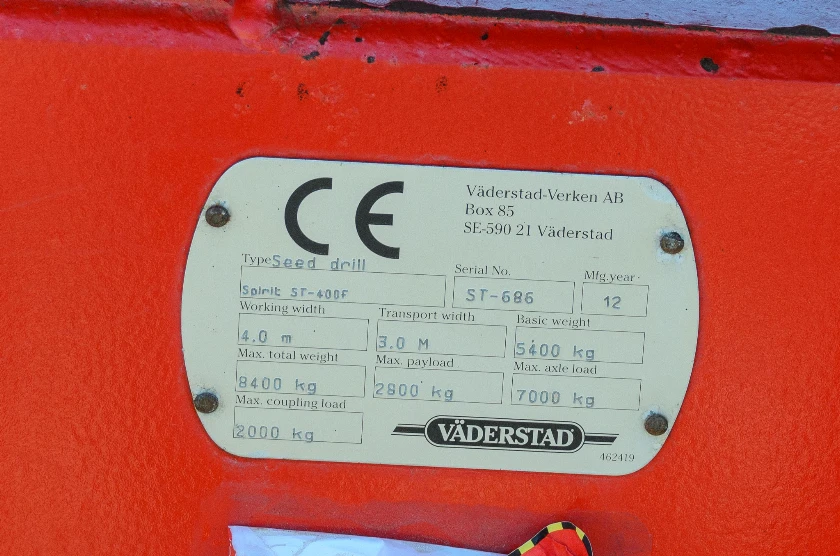 CE
Väderstad-Verken AB
Box 85
SE-590 21 Väderstad
Type Seed drill
Serial No.
Mfg.year
Spirit ST-400F
ST-686
12
Working width
Transport width
Basic weight
4.0 m
3.0 M
5400 kg
Max. total weight
Max. payload
Max. axle load
8400 kg
2800 kg
7000 kg
Max. coupling load
2000 kg
VÄDERSTAD
462419